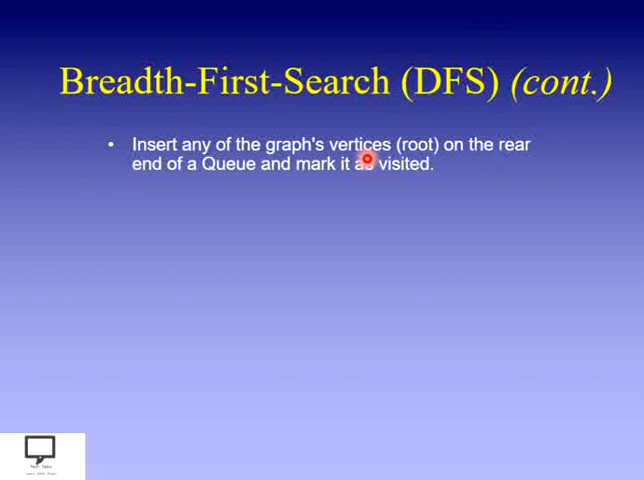 Breadth-First-Search (DFS) (cont.)
• Insert any of the graph's vertices (root) on the rear
end of a Queue and mark it as visited.